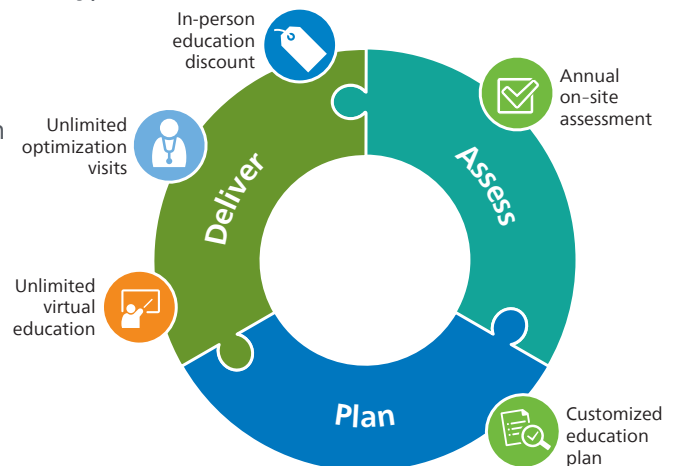 In-person
education
discount
Annual
on-site
assessment
Unlimited
optimization
visits
Assess
Deliver
Unlimited
virtual
education
Plan
Customized
education
plan